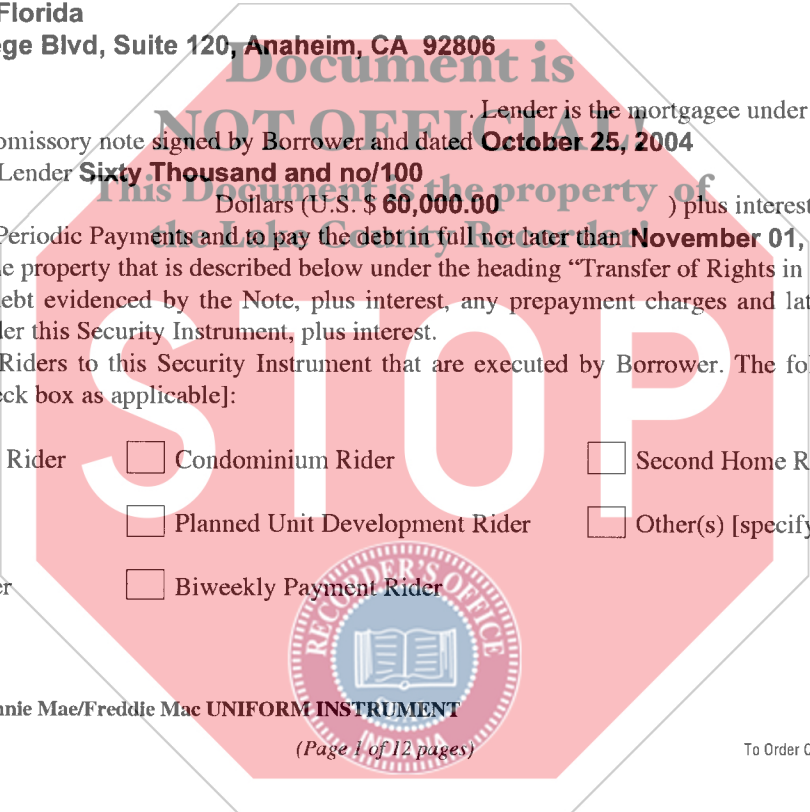 Florida
ege Blvd, Suite 120, Anaheim, CA 92806
Document is
. Lender is the mortgagee under
NOT OFFICIAL
omissory note signed by Borrower and dated October 25, 2004
Lender Sixty Thousand and no/100
This Document is the property of
Dollars (U.S. $ 60,000.00 ) plus interest
the Lake County Recorder!
Periodic Payments and to pay the debt in full not later than November 01,
e property that is described below under the heading “Transfer of Rights in
ebt evidenced by the Note, plus interest, any prepayment charges and lat
der this Security Instrument, plus interest.
Riders to this Security Instrument that are executed by Borrower. The fol
eck box as applicable]:
STOP
Rider Condominium Rider Second Home R
Planned Unit Development Rider Other(s) [specify
er Biweekly Payment Rider
RECORDER'S OFFICE
nnie Mae/Freddie Mac UNIFORM INSTRUMENT
INDIANA
(Page 1 of 12 pages) To Order C